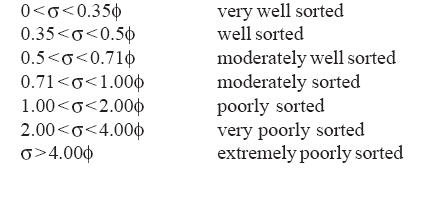 0<σ<0.35ϕ very well sorted
0.35<σ<0.5ϕ well sorted
0.5<σ<0.71ϕ moderately well sorted
0.71<σ<1.00ϕ moderately sorted
1.00<σ<2.00ϕ poorly sorted
2.00<σ<4.00ϕ very poorly sorted
σ>4.00ϕ extremely poorly sorted